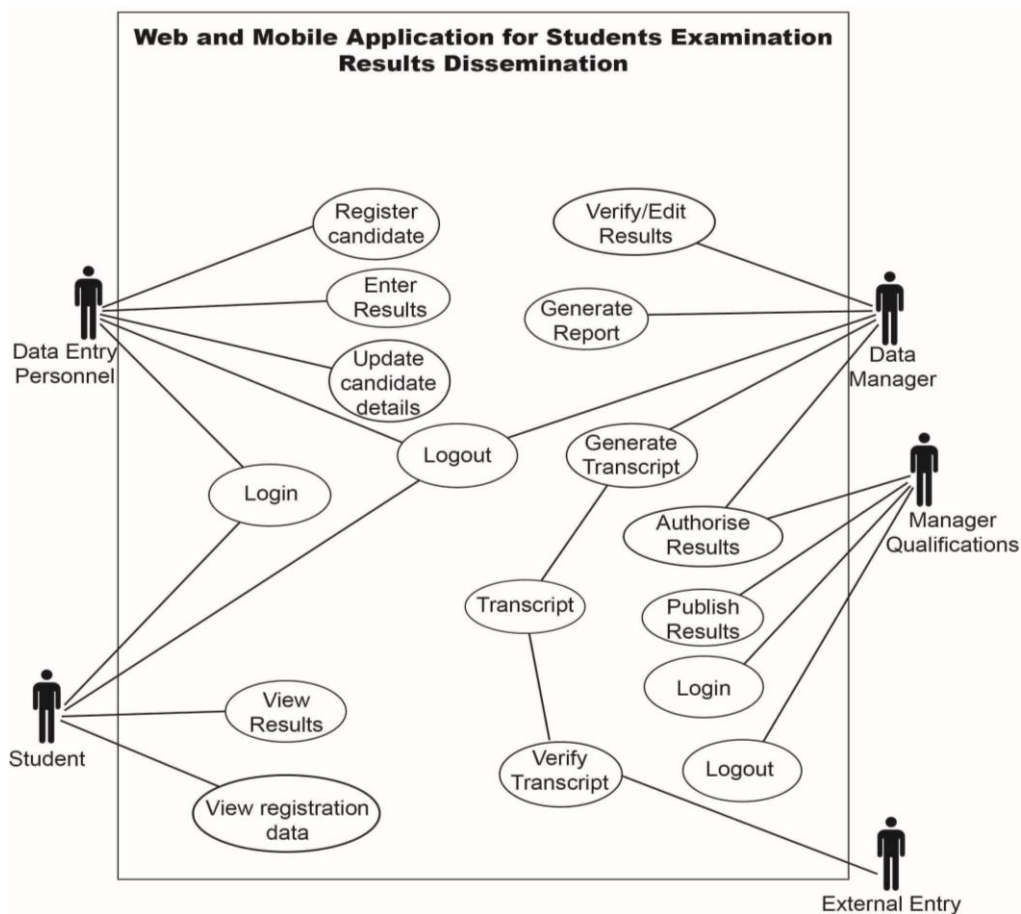 Web and Mobile Application for Students Examination
Results Dissemination
Register
candidate
Verify/Edit
Results
Enter
Results
Generate
Report
Data Entry
Personnel
Update
candidate
details
Data
Manager
Logout
Generate
Transcript
Login
Authorise
Results
Manager
Qualifications
Transcript
Publish
Results
Login
View
Results
Student
Verify
Transcript
Logout
View registration
data
External Entry